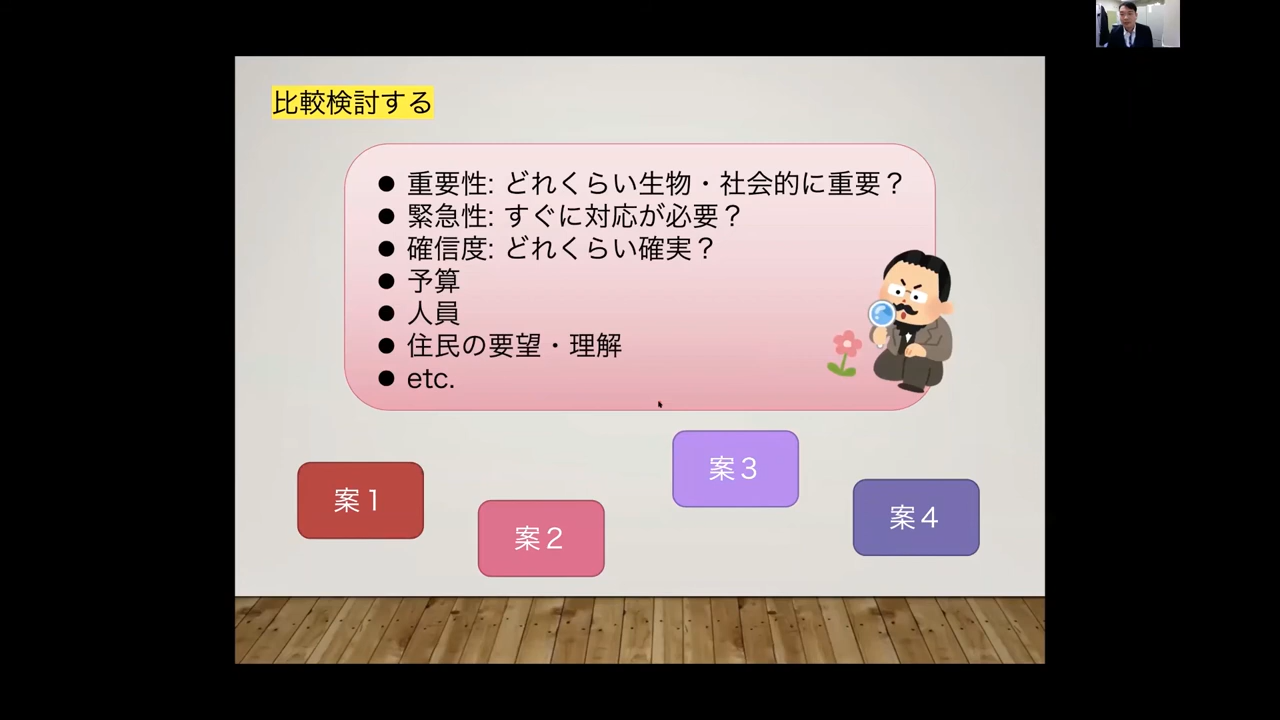 比較検討する
● 重要性: どれくらい生物・社会的に重要？
● 緊急性: すぐに対応が必要？
● 確信度: どれくらい確実？
● 予算
● 人員
● 住民の要望・理解
● etc.
案３
案１
案４
案２